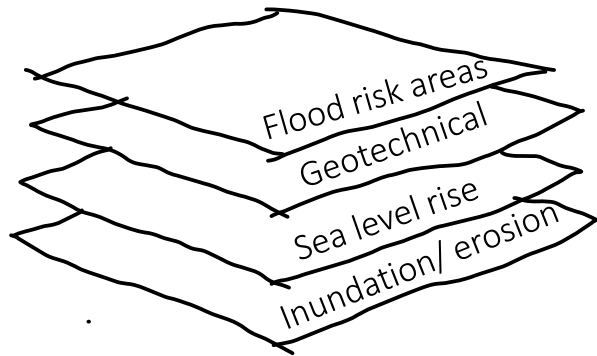 Flood risk areas
Geotechnical
Sea level rise
Inundation/ erosion